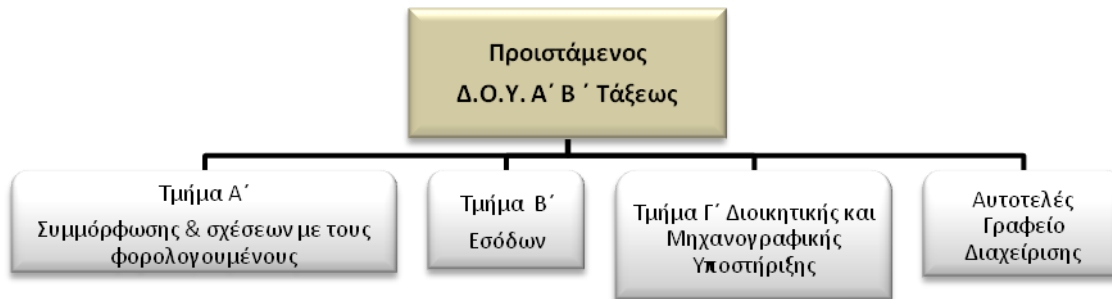 Προιστάμενος
Δ.Ο.Υ. Α΄ Β ΄ Τάξεως
Τμήμα Α΄
Συμμόρφωσης & σχέσεων με τους
φορολογουμένους
Τμήμα Β΄
Εσόδων
Τμήμα Γ΄ Διοικητικής και
Μηχανογραφικής
Υποστήριξης
Αυτοτελές
Γραφείο
Διαχείρισης